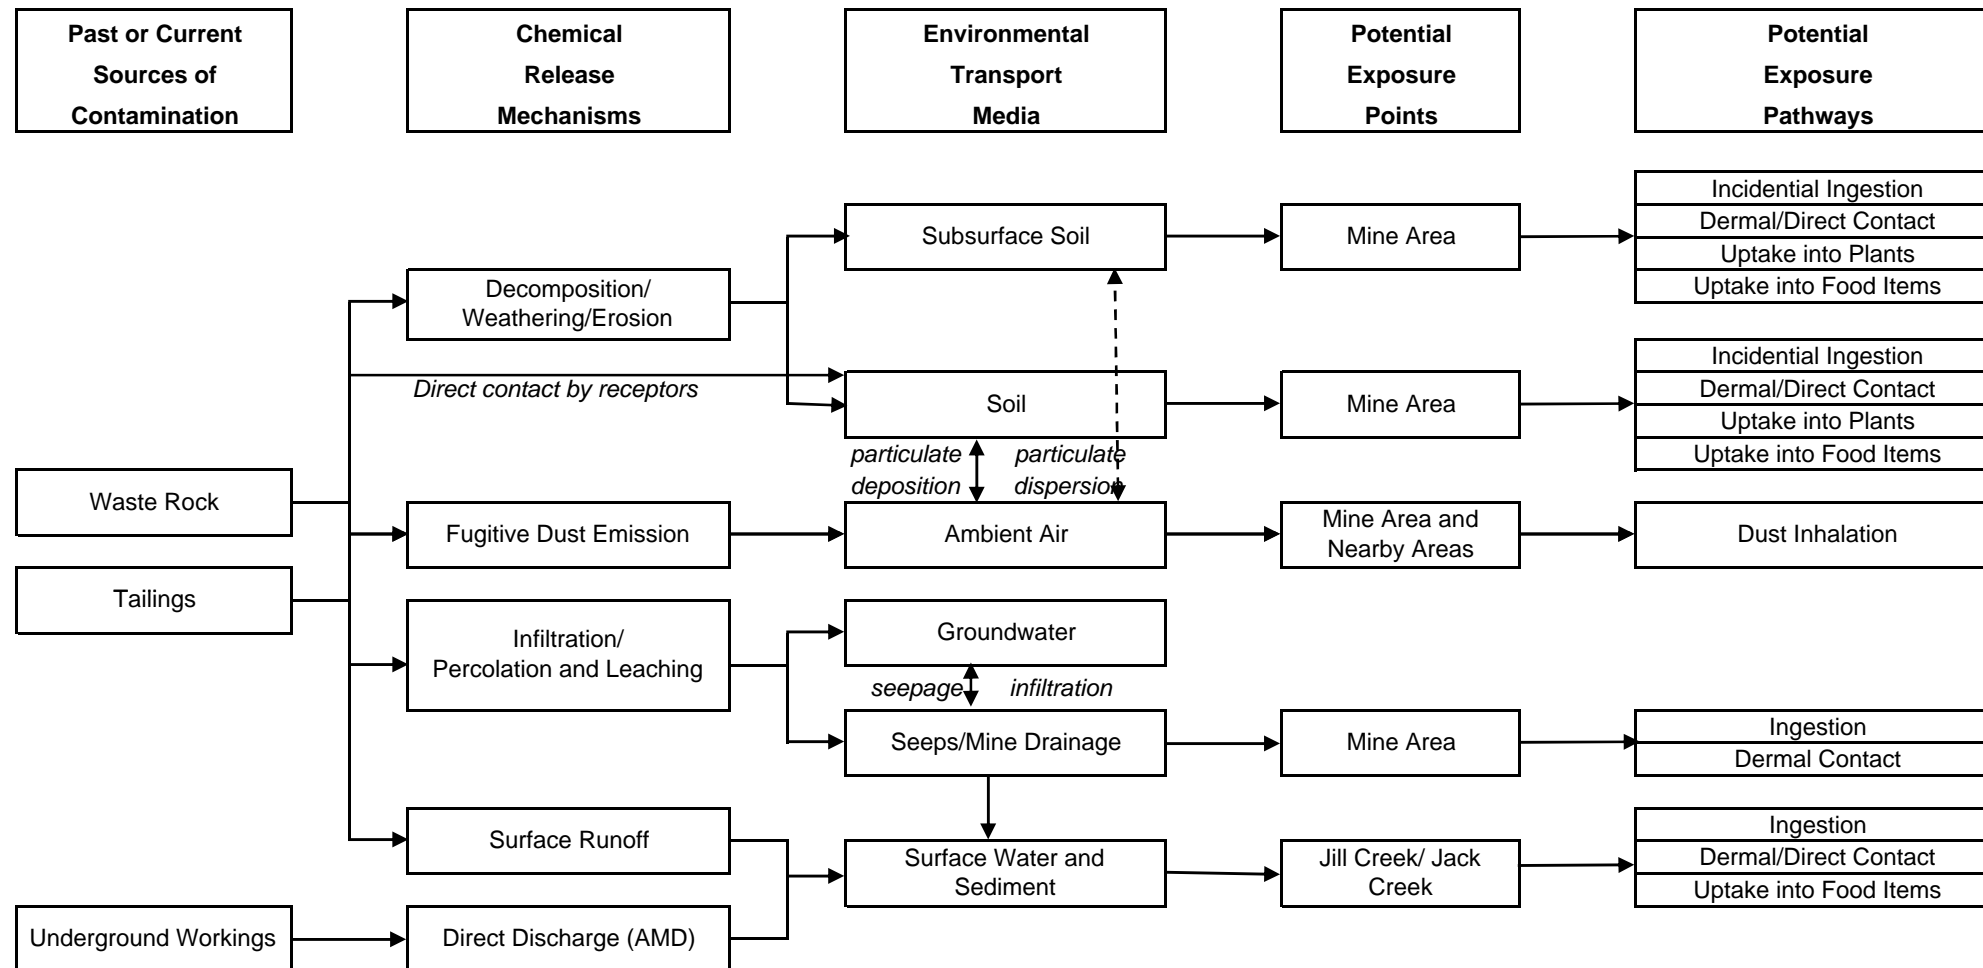 Past or Current
Sources of
Contamination
Chemical
Release
Mechanisms
Environmental
Transport
Media
Potential
Exposure
Points
Potential
Exposure
Pathways
Incidential Ingestion
Dermal/Direct Contact
Uptake into Plants
Uptake into Food Items
Subsurface Soil
Mine Area
Decomposition/
Weathering/Erosion
Direct contact by receptors
Soil
Mine Area
Incidential Ingestion
Dermal/Direct Contact
Uptake into Plants
Uptake into Food Items
particulate
deposition
particulate
dispersion
Waste Rock
Fugitive Dust Emission
Ambient Air
Mine Area and
Nearby Areas
Dust Inhalation
Tailings
Infiltration/
Percolation and Leaching
Groundwater
seepage
infiltration
Seeps/Mine Drainage
Mine Area
Ingestion
Dermal Contact
Surface Runoff
Surface Water and
Sediment
Jill Creek/ Jack
Creek
Ingestion
Dermal/Direct Contact
Uptake into Food Items
Underground Workings
Direct Discharge (AMD)